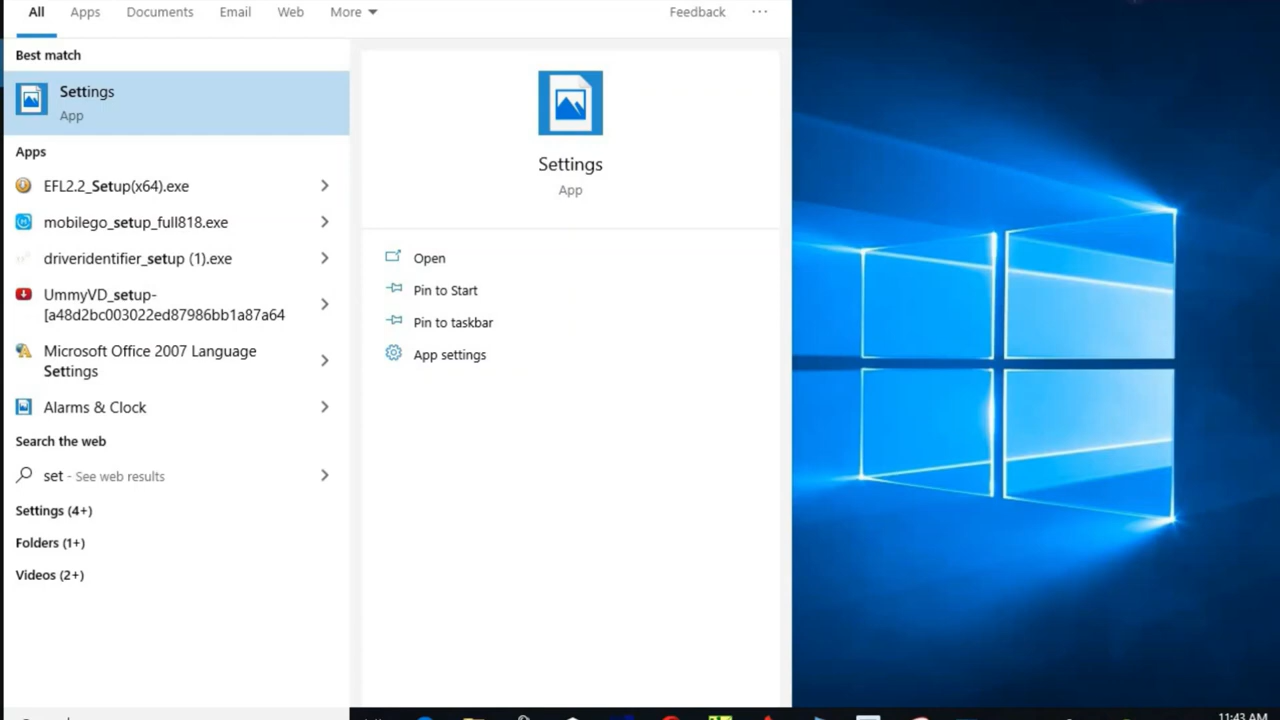 All Apps Documents Email Web More Feedback ...
Best match
Settings
App
Apps
EFL2.2_Setup(x64).exe
mobilego_setup_full818.exe
driveridentifier_setup (1).exe
UmmyVD_setup-
[a48d2bc003022ed87986bb1a87a64
Microsoft Office 2007 Language
Settings
Alarms & Clock
Search the web
set - See web results
Settings (4+)
Folders (1+)
Videos (2+)
Settings
App
Open
Pin to Start
Pin to taskbar
App settings
11:43 AM